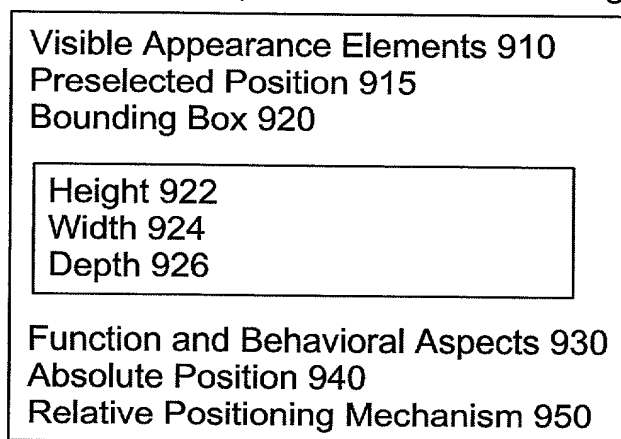 Visible Appearance Elements 910
Preselected Position 915
Bounding Box 920
Height 922
Width 924
Depth 926
Function and Behavioral Aspects 930
Absolute Position 940
Relative Positioning Mechanism 950